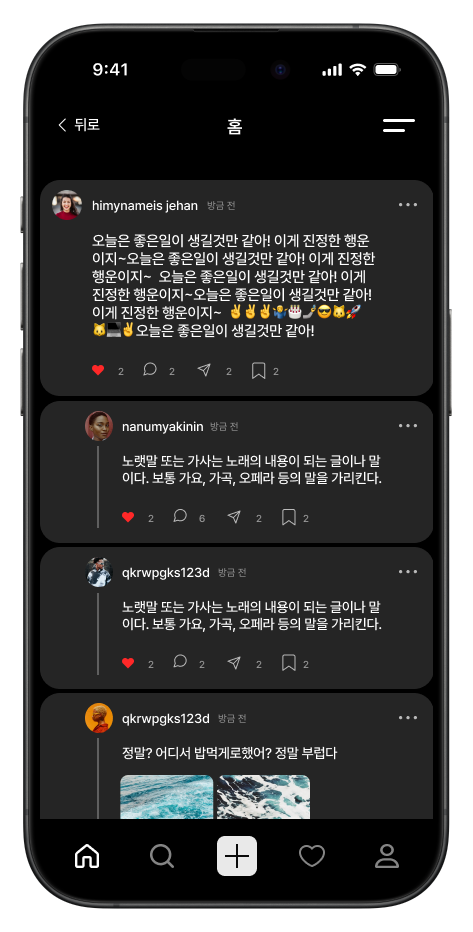 9:41
뒤로
홈
himynameis jehan 방금 전
오늘은 좋은일이 생길것만 같아! 이게 진정한 행운
이지~오늘은 좋은일이 생길것만 같아! 이게 진정한
행운이지~ 오늘은 좋은일이 생길것만 같아! 이게
진정한 행운이지~오늘은 좋은일이 생길것만 같아!
이게 진정한 행운이지~ ✌️✌️✌️🤷‍♂️🎂🤳😎🐱🚀
🐱💻✌️오늘은 좋은일이 생길것만 같아!
2 2 2 2
nanumyakinin 방금 전
노랫말 또는 가사는 노래의 내용이 되는 글이나 말
이다. 보통 가요, 가곡, 오페라 등의 말을 가리킨다.
2 6 2 2
qkrwpgks123d 방금 전
노랫말 또는 가사는 노래의 내용이 되는 글이나 말
이다. 보통 가요, 가곡, 오페라 등의 말을 가리킨다.
2 2 2 2
qkrwpgks123d 방금 전
정말? 어디서 밥먹게로했어? 정말 부럽다